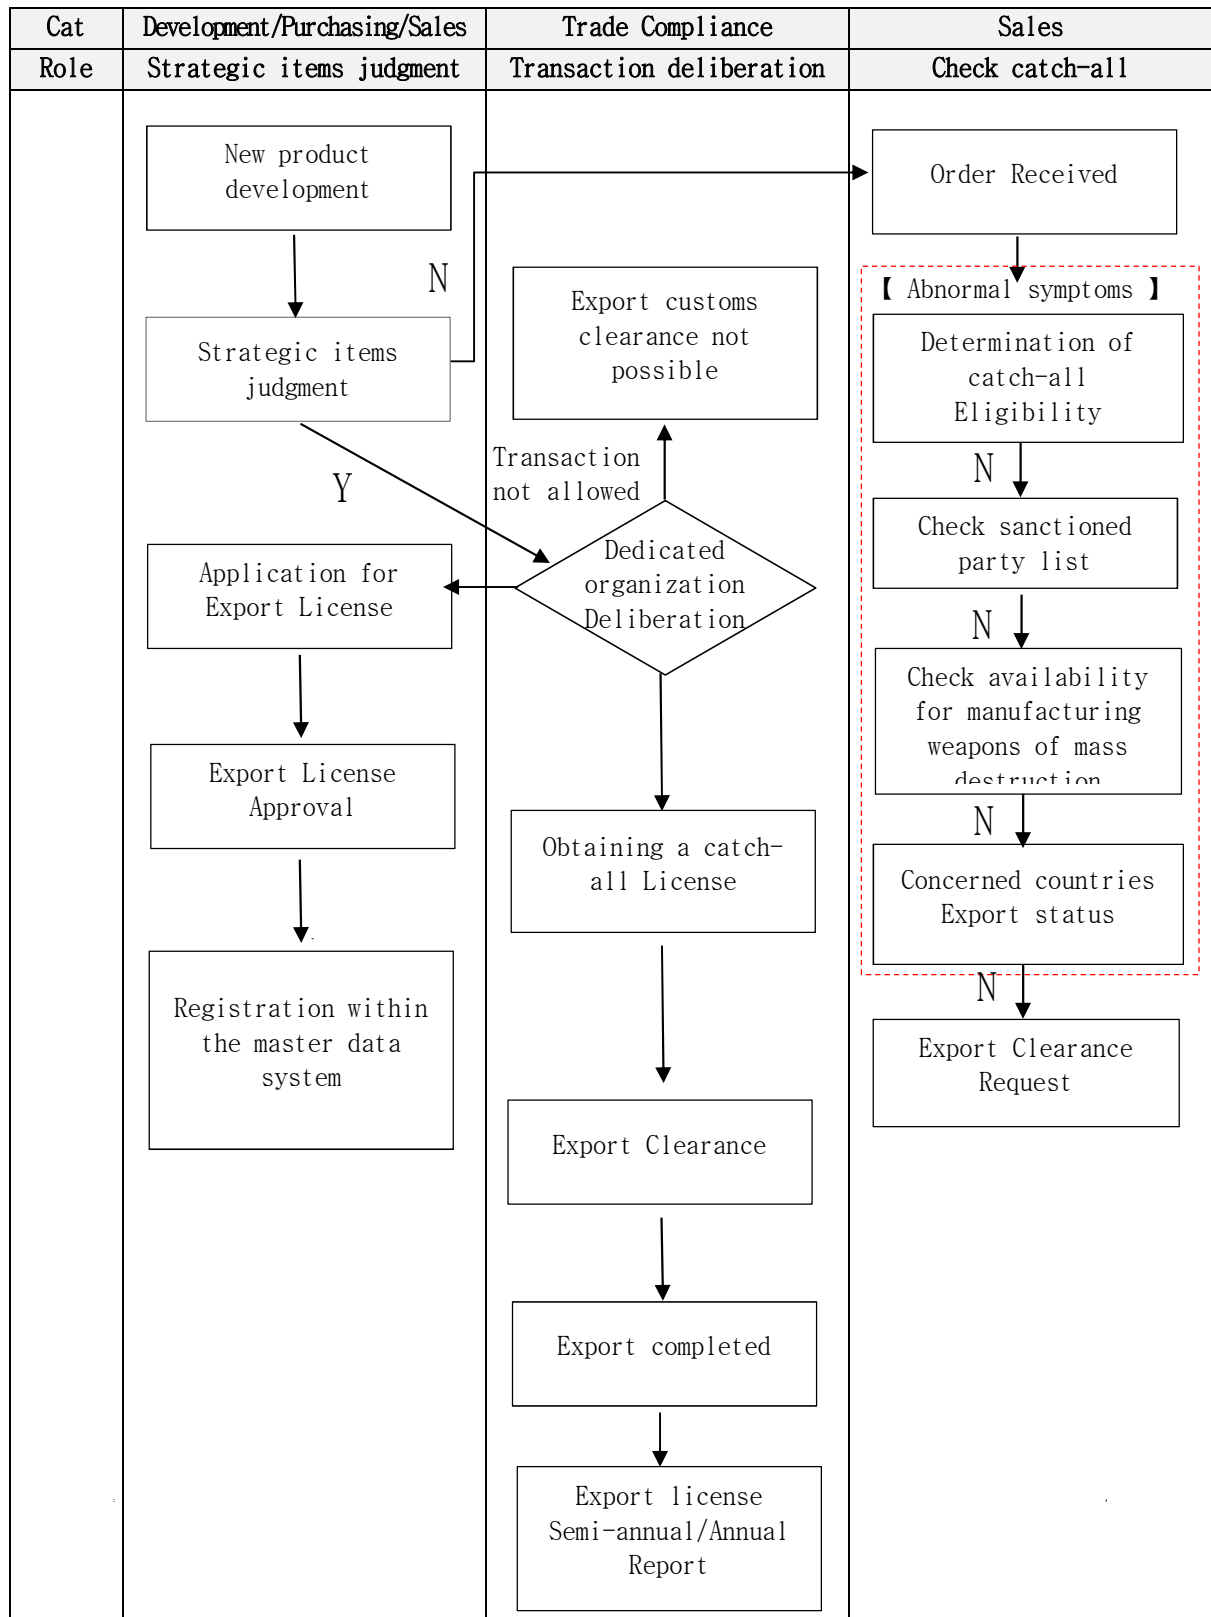 Cat
Development/Purchasing/Sales
Trade Compliance
Sales
Role
Strategic items judgment
Transaction deliberation
Check catch-all
New product
development
N
Strategic items
judgment
Y
Application for
Export License
Export License
Approval
Registration within
the master data
system
Export customs
clearance not
possible
Transaction
not allowed
Dedicated
organization
Deliberation
Obtaining a catch-
all License
Export Clearance
Export completed
Export license
Semi-annual/Annual
Report
Order Received
【 Abnormal symptoms 】
Determination of
catch-all
Eligibility
N
Check sanctioned
party list
N
Check availability
for manufacturing
weapons of mass
destruction
N
Concerned countries
Export status
N
Export Clearance
Request